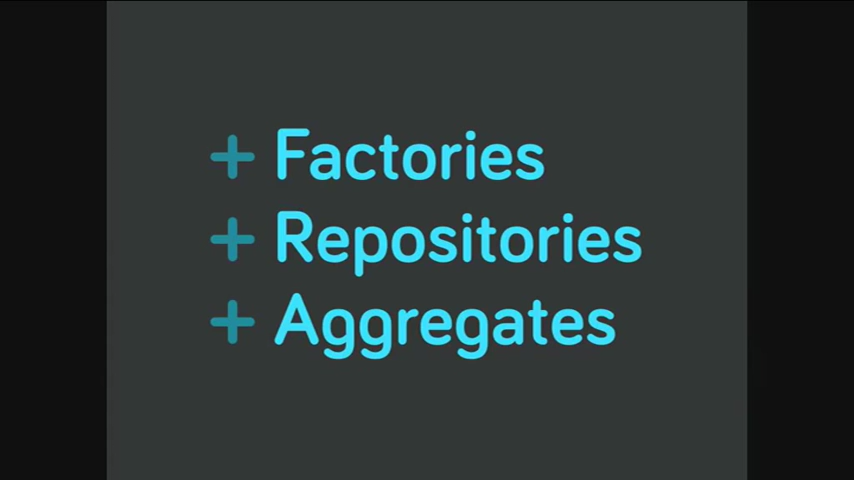 + Factories
+ Repositories
+ Aggregates